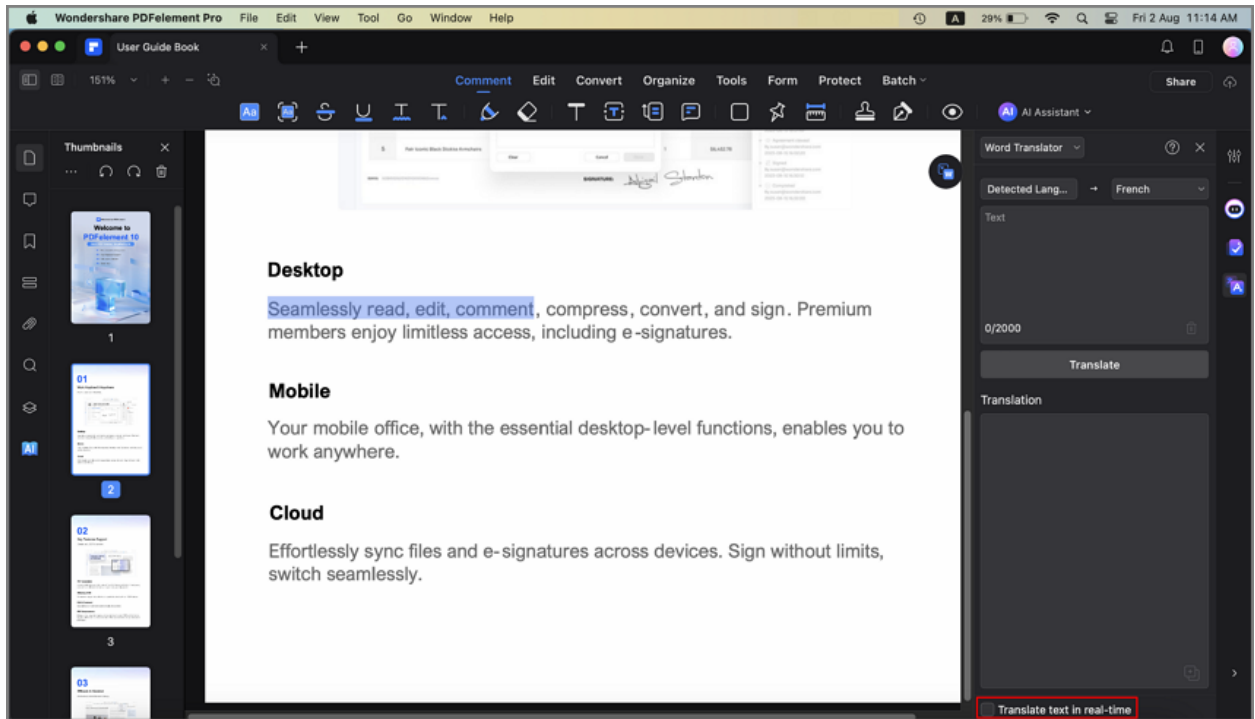 Wondershare PDFelement Pro File Edit View Tool Go Window Help
A 29% Fri 2 Aug 11:14 AM
User Guide Book
151% Comment Edit Convert Organize Tools Form Protect Batch Share
AI Assistant
Thumbnails
Word Translator
Detected Lang... → French
Text
0/2000
Translate
Translation
Translate text in real-time
Welcome to
PDFelement 10
1
01
2
02
3
03
SIGNATURE:
Desktop
Seamlessly read, edit, comment, compress, convert, and sign. Premium
members enjoy limitless access, including e-signatures.
Mobile
Your mobile office, with the essential desktop-level functions, enables you to
work anywhere.
Cloud
Effortlessly sync files and e-signatures across devices. Sign without limits,
switch seamlessly.